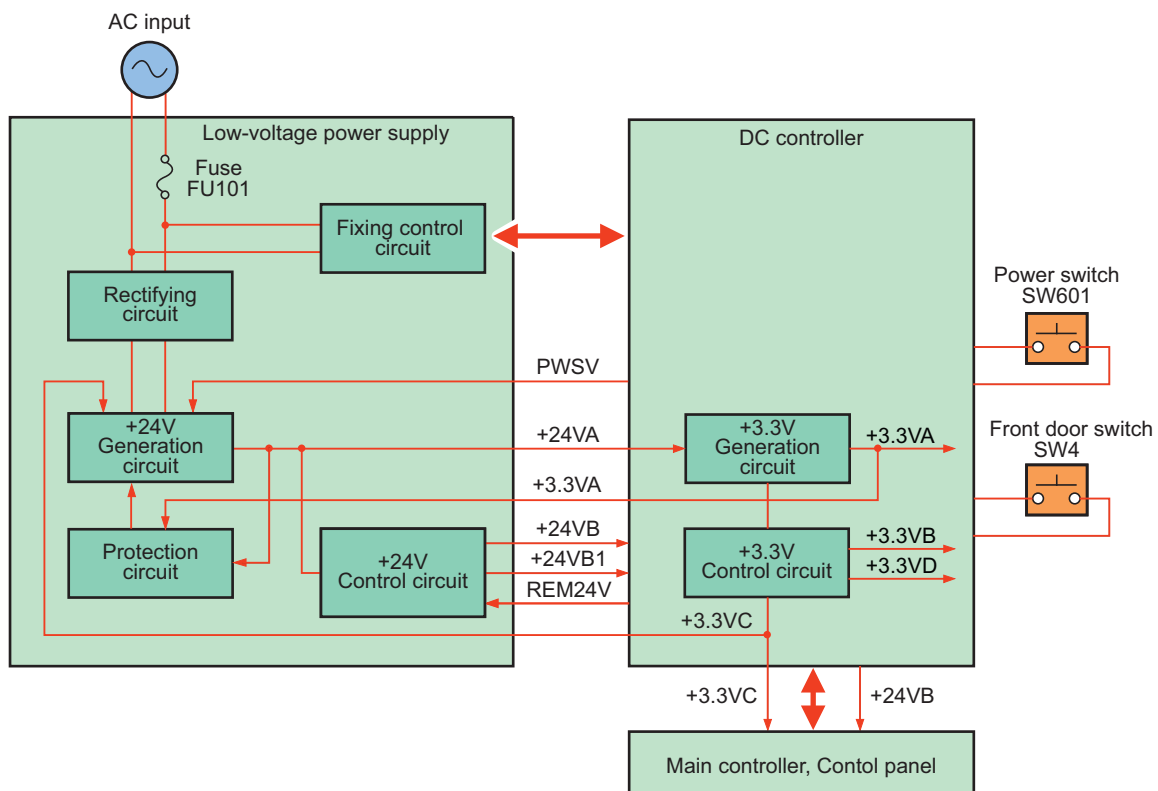 AC input
Low-voltage power supply
DC controller
Fuse
FU101
Fixing control
circuit
Rectifying
circuit
Power switch
SW601
PWSV
+24V
Generation
circuit
+24VA
+3.3V
Generation
circuit
+3.3VA
Front door switch
SW4
+3.3VA
Protection
circuit
+24V
Control circuit
+24VB
+24VB1
REM24V
+3.3V
Control circuit
+3.3VB
+3.3VD
+3.3VC
+3.3VC
+24VB
Main controller, Contol panel